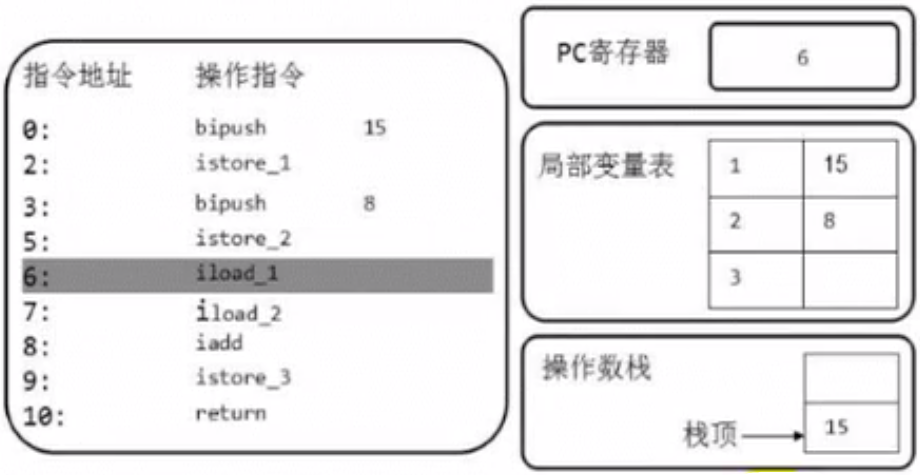 指令地址 操作指令
0: bipush 15
2: istore_1
3: bipush 8
5: istore_2
6: iload_1
7: iload_2
8: iadd
9: istore_3
10: return
PC寄存器 6
局部变量表
1 15
2 8
3
操作数栈
栈顶 15